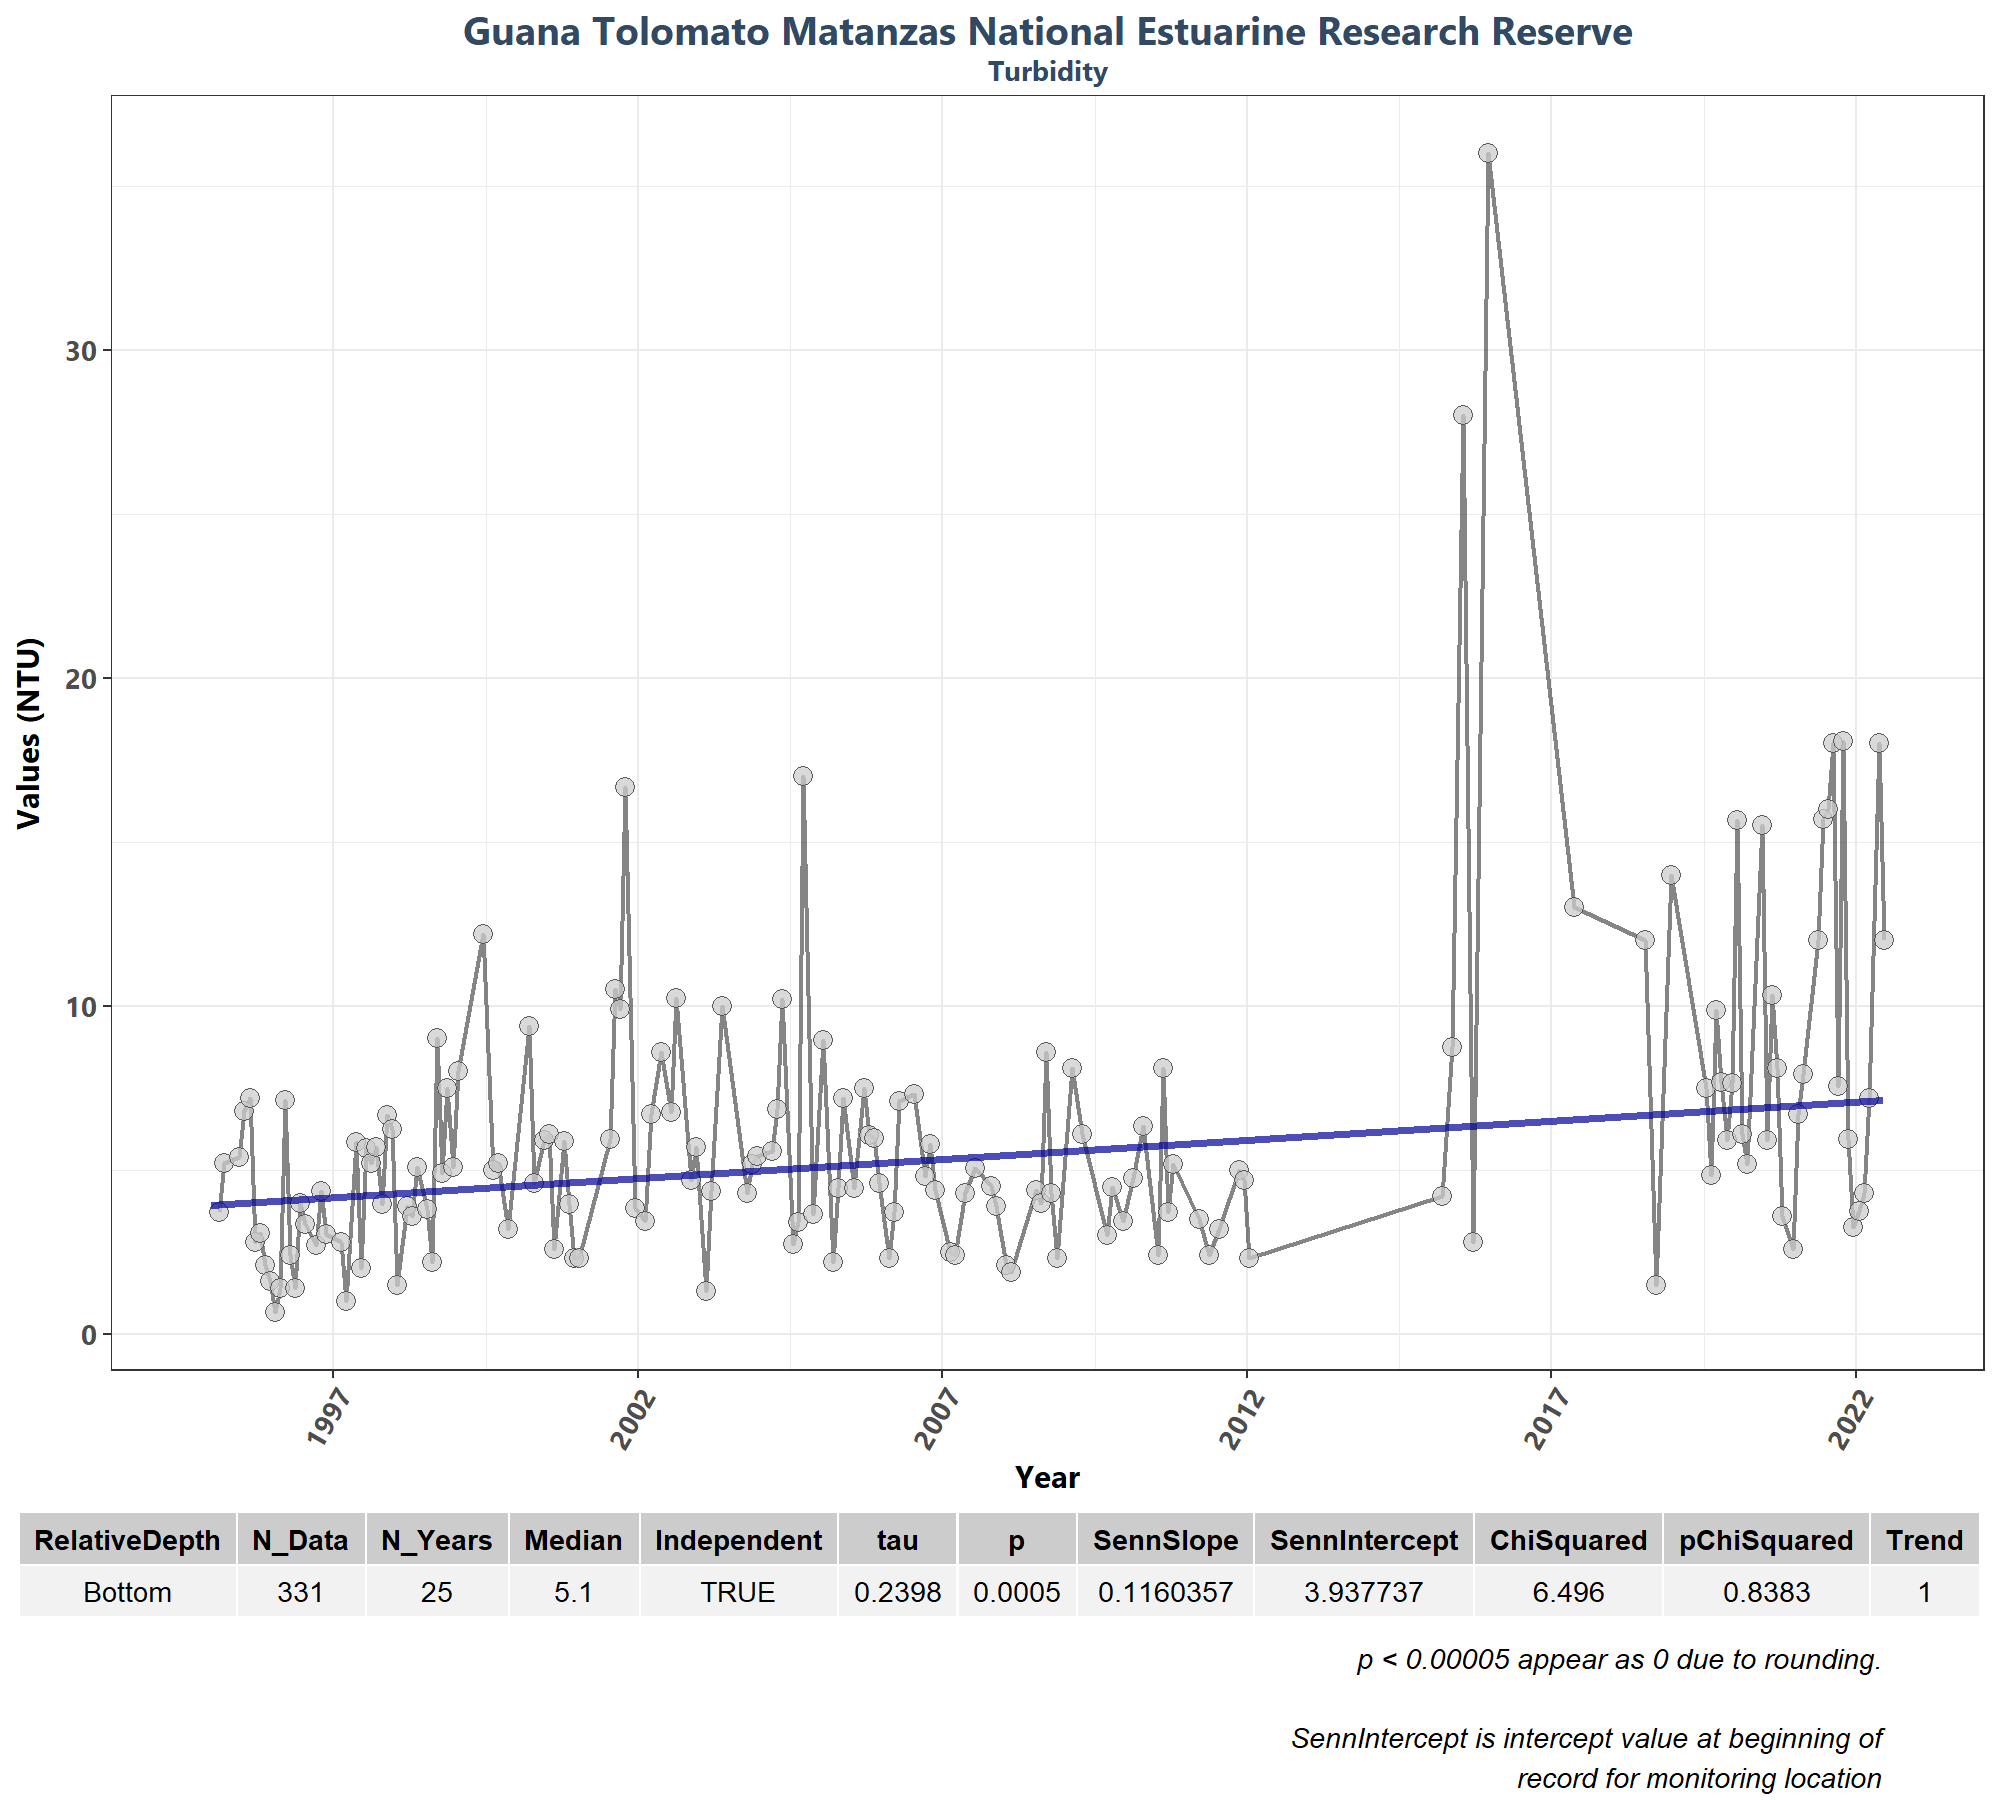 Guana Tolomato Matanzas National Estuarine Research Reserve
Turbidity
Values (NTU)
30
20
10
0
1997 2002 2007 2012 2017 2022
Year
RelativeDepth N_Data N_Years Median Independent tau p SennSlope SennIntercept ChiSquared pChiSquared Trend
Bottom 331 25 5.1 TRUE 0.2398 0.0005 0.1160357 3.937737 6.496 0.8383 1
p < 0.00005 appear as 0 due to rounding.
SennIntercept is intercept value at beginning of
record for monitoring location